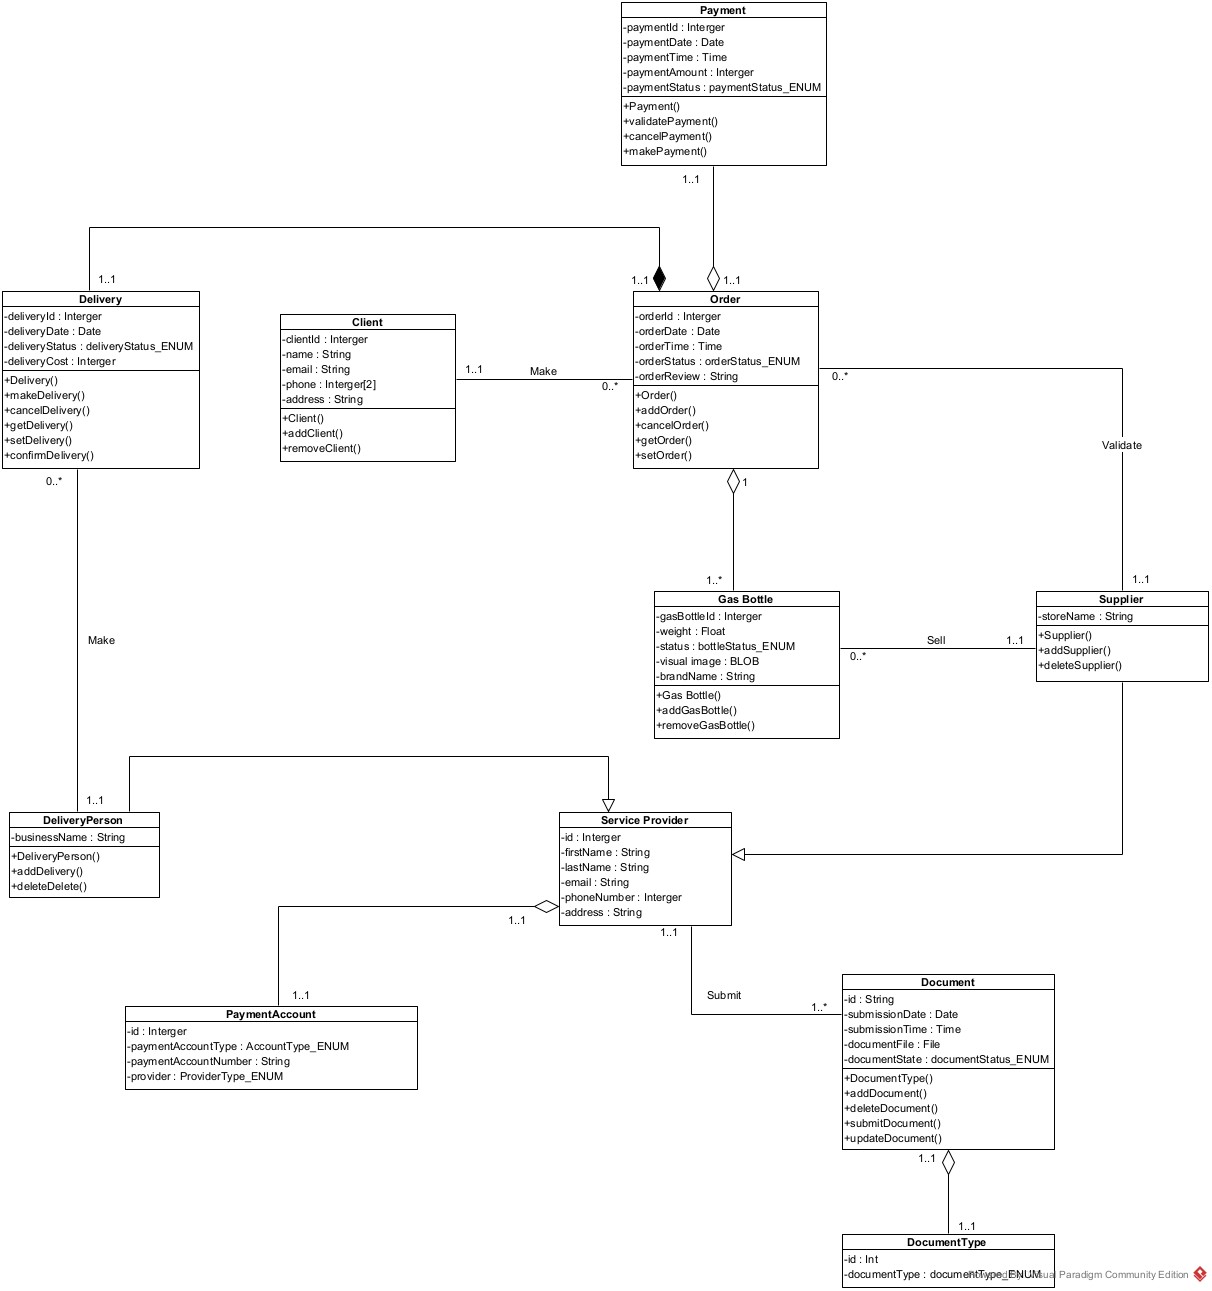 Payment
-paymentId : Interger
-paymentDate : Date
-paymentTime : Time
-paymentAmount : Interger
-paymentStatus : paymentStatus_ENUM
+Payment()
+validatePayment()
+cancelPayment()
+makePayment()
1..1
1..1
1..1
1..1
Delivery
-deliveryId : Interger
-deliveryDate : Date
-deliveryStatus : deliveryStatus_ENUM
-deliveryCost : Interger
+Delivery()
+makeDelivery()
+cancelDelivery()
+getDelivery()
+setDelivery()
+confirmDelivery()
Client
-clientId : Interger
-name : String
-email : String
-phone : Interger[2]
-address : String
+Client()
+addClient()
+removeClient()
1..1
Make
0..*
Order
-orderId : Interger
-orderDate : Date
-orderTime : Time
-orderStatus : orderStatus_ENUM
-orderReview : String
+Order()
+addOrder()
+cancelOrder()
+getOrder()
+setOrder()
0..*
Validate
1..1
0..*
1
1..*
Gas Bottle
-gasBottleId : Interger
-weight : Float
-status : bottleStatus_ENUM
-visual image : BLOB
-brandName : String
+Gas Bottle()
+addGasBottle()
+removeGasBottle()
0..*
Sell
1..1
Supplier
-storeName : String
+Supplier()
+addSupplier()
+deleteSupplier()
Make
1..1
DeliveryPerson
-businessName : String
+DeliveryPerson()
+addDelivery()
+deleteDelete()
Service Provider
-id : Interger
-firstName : String
-lastName : String
-email : String
-phoneNumber : Interger
-address : String
1..1
1..1
1..1
Submit
1..*
PaymentAccount
-id : Interger
-paymentAccountType : AccountType_ENUM
-paymentAccountNumber : String
-provider : ProviderType_ENUM
Document
-id : String
-submissionDate : Date
-submissionTime : Time
-documentFile : File
-documentState : documentStatus_ENUM
+DocumentType()
+addDocument()
+deleteDocument()
+submitDocument()
+updateDocument()
1..1
1..1
DocumentType
-id : Int
-documentType : documentType_ENUM
Powered By Visual Paradigm Community Edition